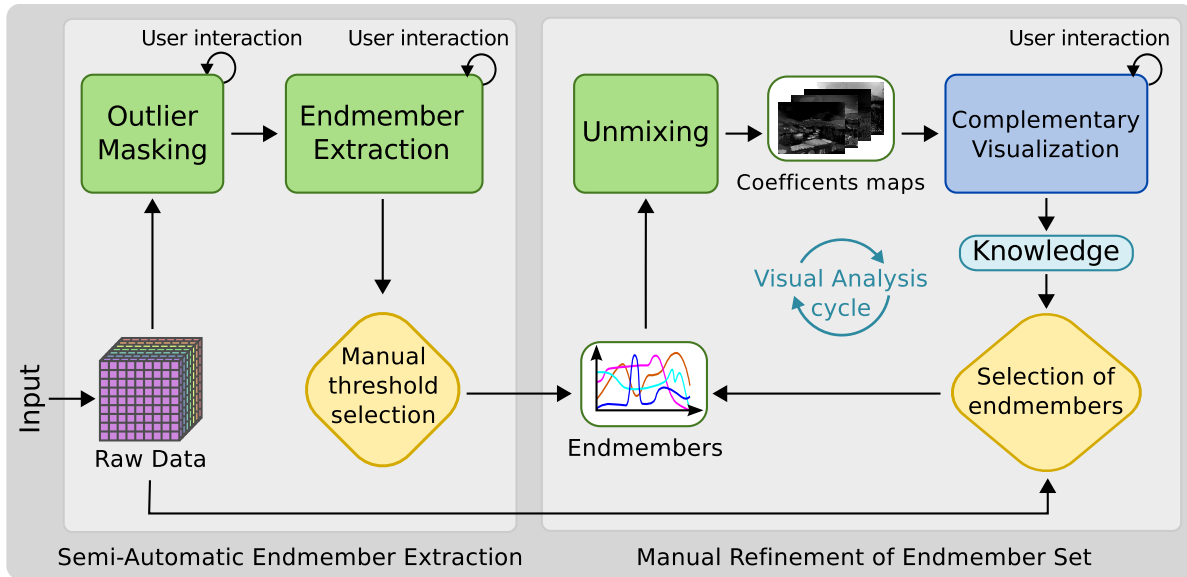 User interaction
User interaction
Outlier
Masking
Endmember
Extraction
Manual
threshold
selection
Input
Raw Data
Semi-Automatic Endmember Extraction
User interaction
Unmixing
Coefficents maps
Complementary
Visualization
Knowledge
Visual Analysis
cycle
Selection of
endmembers
Endmembers
Manual Refinement of Endmember Set